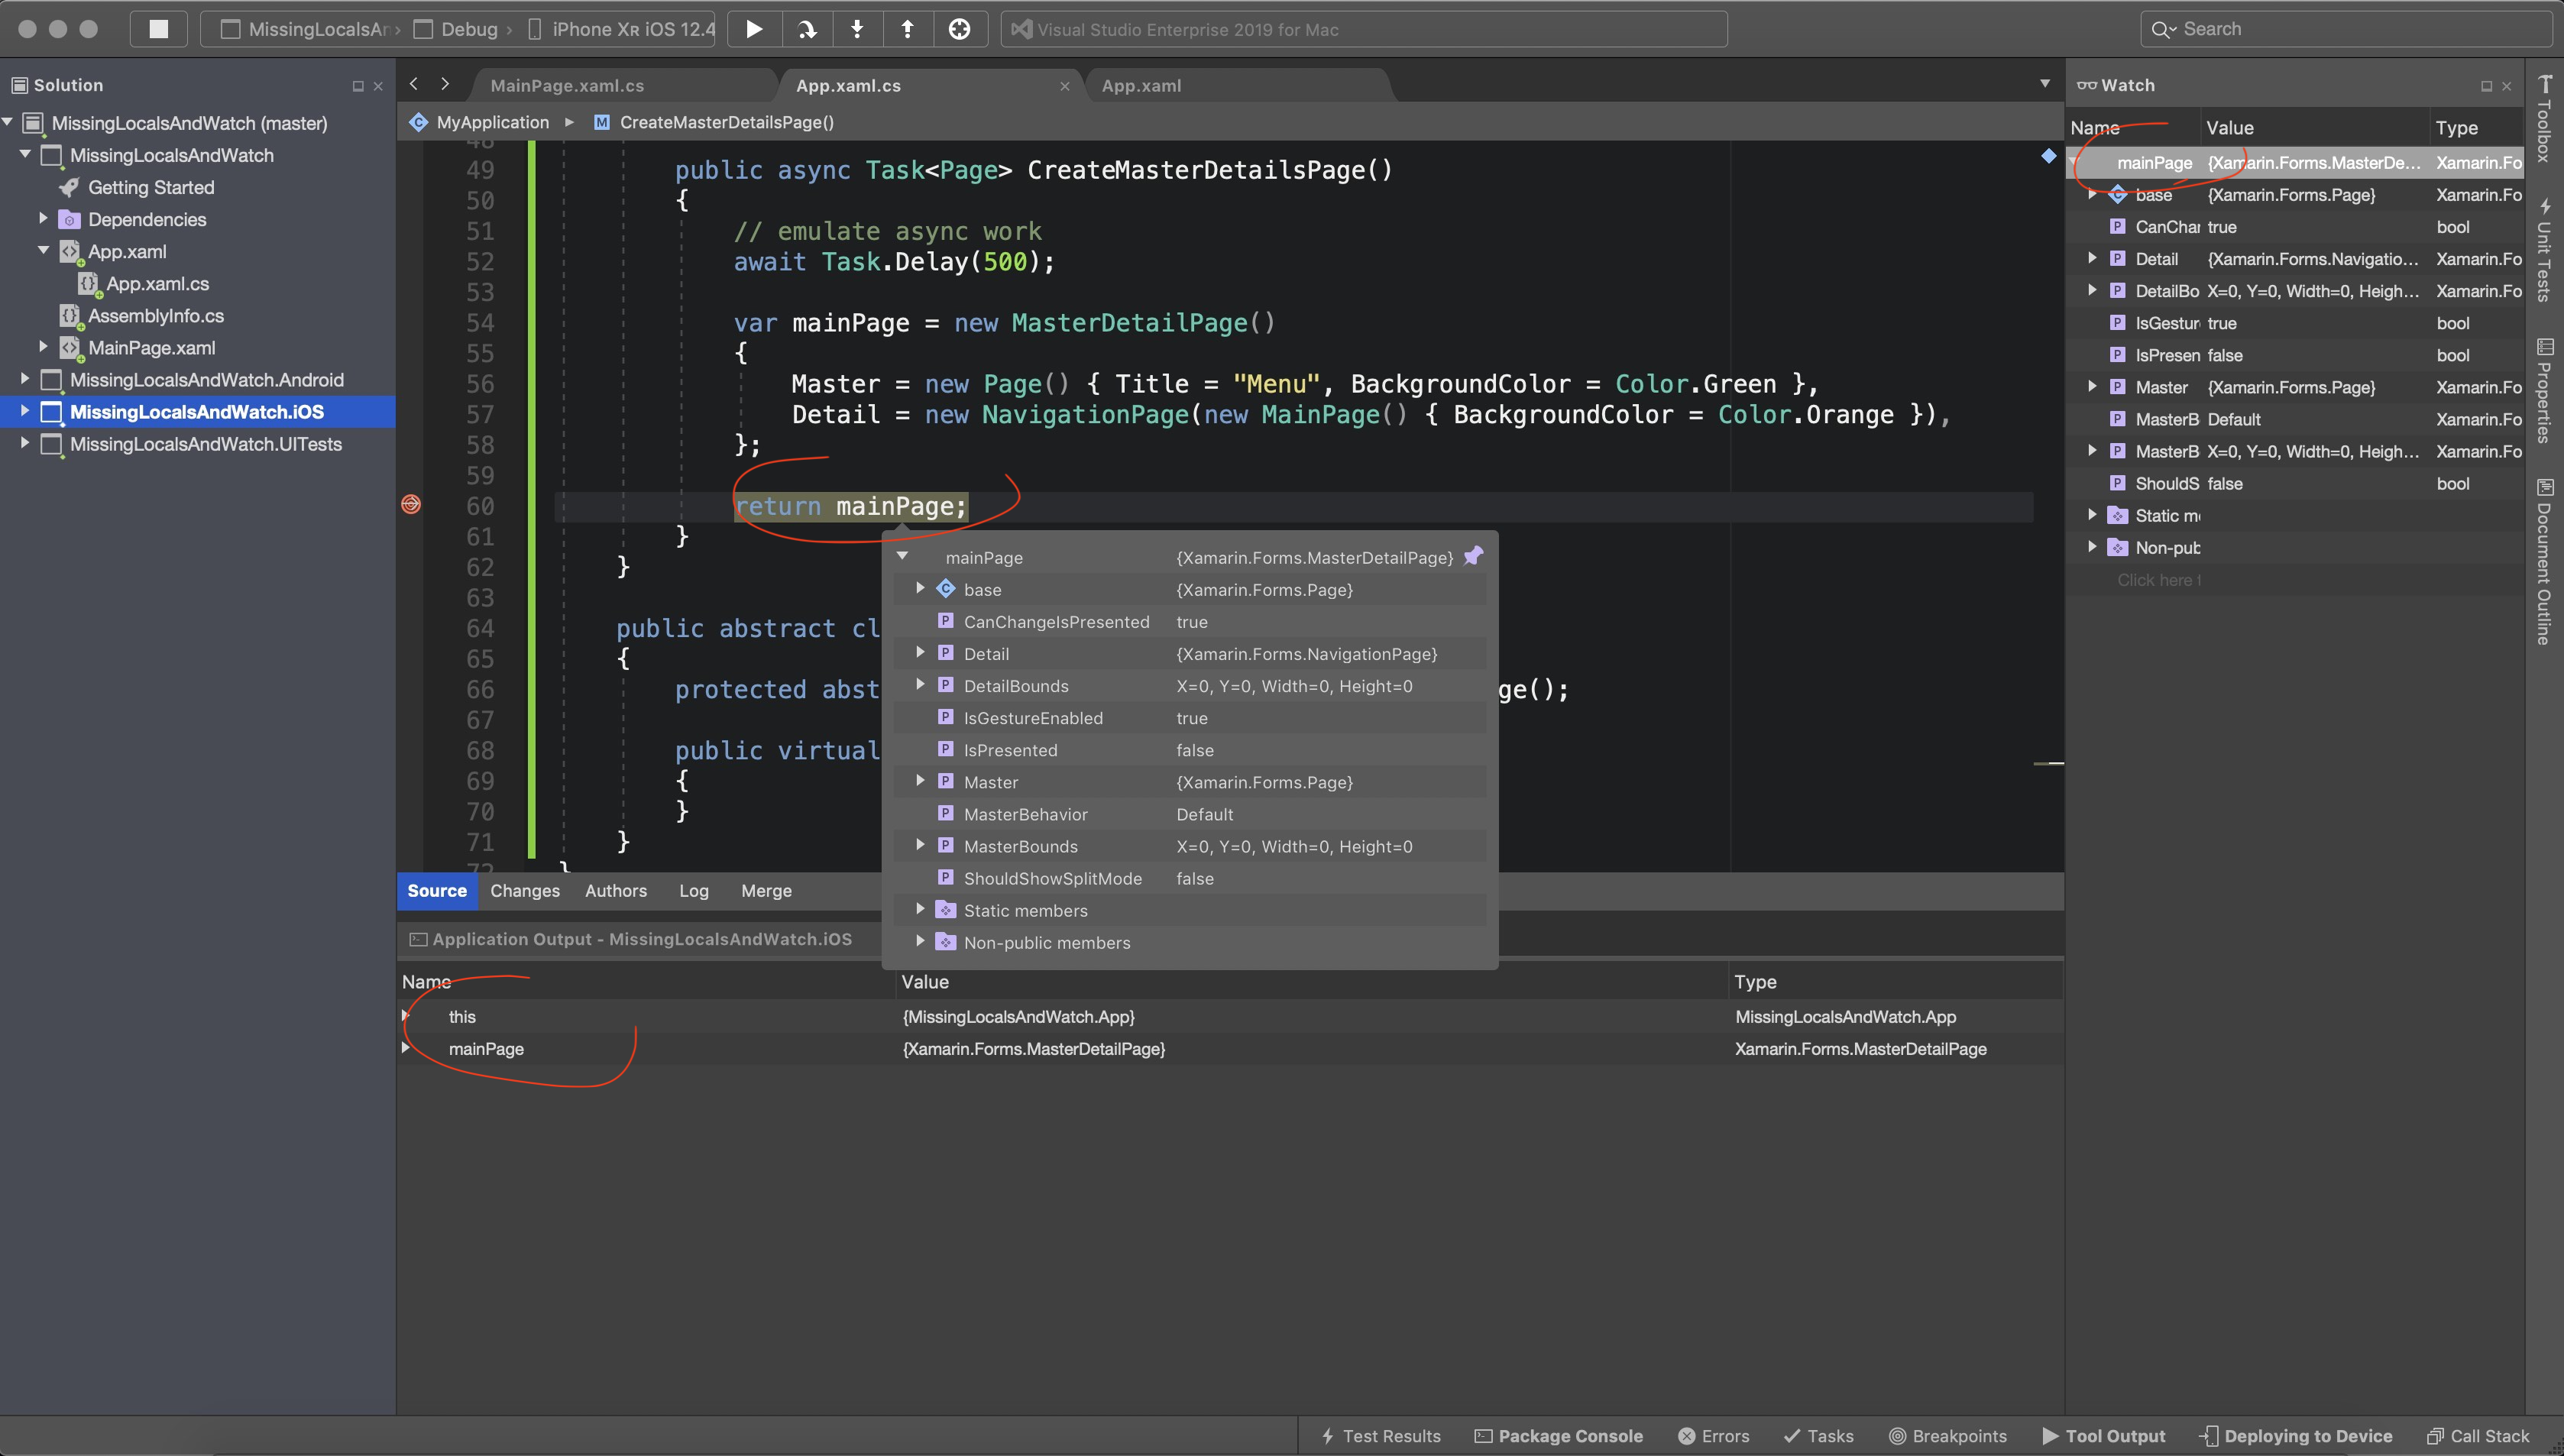 MissingLocalsAn
Debug
iPhone XR iOS 12.4
Visual Studio Enterprise 2019 for Mac
Search
Solution
MissingLocalsAndWatch (master)
MissingLocalsAndWatch
Getting Started
Dependencies
App.xaml
App.xaml.cs
AssemblyInfo.cs
MainPage.xaml
MissingLocalsAndWatch.Android
MissingLocalsAndWatch.iOS
MissingLocalsAndWatch.UITests
MainPage.xaml.cs
App.xaml.cs
App.xaml
MyApplication
CreateMasterDetailsPage()
48
49 public async Task<Page> CreateMasterDetailsPage()
50 {
51 // emulate async work
52 await Task.Delay(500);
53
54 var mainPage = new MasterDetailPage()
55 {
56 Master = new Page() { Title = "Menu", BackgroundColor = Color.Green },
57 Detail = new NavigationPage(new MainPage() { BackgroundColor = Color.Orange }),
58 };
59
60 return mainPage;
61 }
62 }
63
64 public abstract cl
65 {
66 protected abst ge();
67
68 public virtual
69 {
70 }
71 }
72 }
mainPage {Xamarin.Forms.MasterDetailPage}
base {Xamarin.Forms.Page}
CanChangeIsPresented true
Detail {Xamarin.Forms.NavigationPage}
DetailBounds X=0, Y=0, Width=0, Height=0
IsGestureEnabled true
IsPresented false
Master {Xamarin.Forms.Page}
MasterBehavior Default
MasterBounds X=0, Y=0, Width=0, Height=0
ShouldShowSplitMode false
Static members
Non-public members
Source Changes Authors Log Merge
Application Output - MissingLocalsAndWatch.iOS
Name Value Type
this {MissingLocalsAndWatch.App} MissingLocalsAndWatch.App
mainPage {Xamarin.Forms.MasterDetailPage} Xamarin.Forms.MasterDetailPage
Watch
Name Value Type
mainPage {Xamarin.Forms.MasterDe... Xamarin.Fo
base {Xamarin.Forms.Page} Xamarin.Fo
CanChar true bool
Detail {Xamarin.Forms.Navigatio... Xamarin.Fo
DetailBo X=0, Y=0, Width=0, Heigh... Xamarin.Fo
IsGestur true bool
IsPresen false bool
Master {Xamarin.Forms.Page} Xamarin.Fo
MasterB Default Xamarin.Fo
MasterB X=0, Y=0, Width=0, Heigh... Xamarin.Fo
ShouldS false bool
Static m
Non-pub
Click here f
Toolbox
Unit Tests
Properties
Document Outline
Test Results Package Console Errors Tasks Breakpoints Tool Output Deploying to Device Call Stack